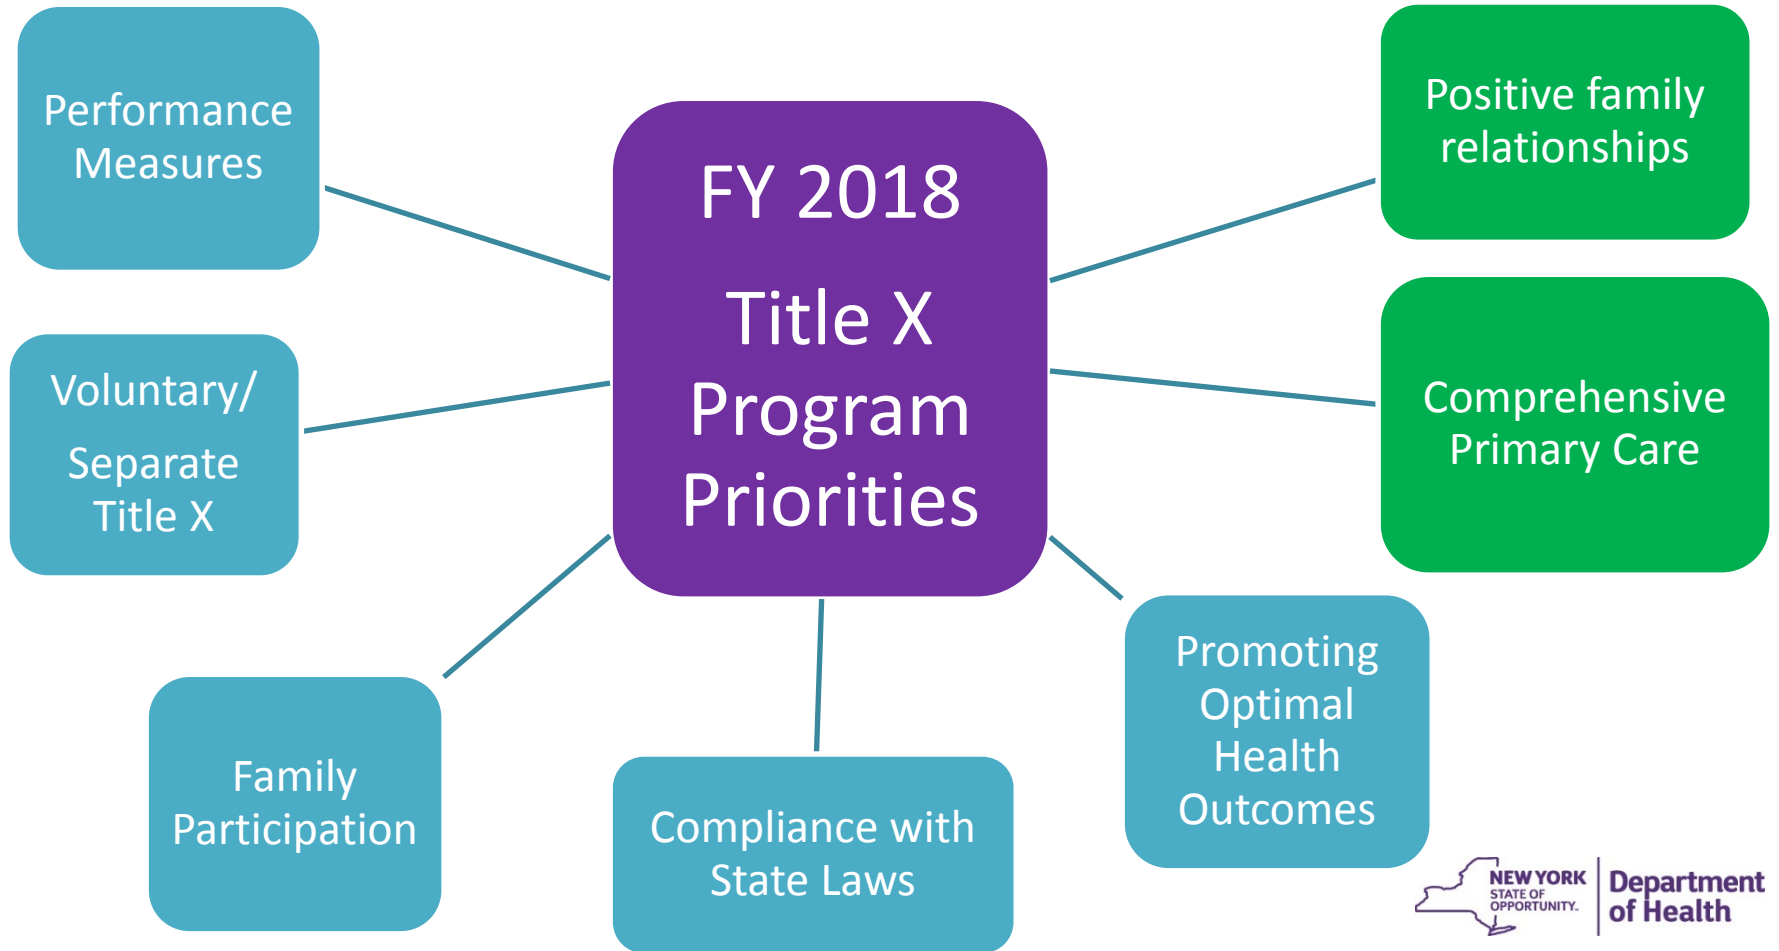 Performance
Measures
Voluntary/
Separate
Title X
Family
Participation
FY 2018
Title X
Program
Priorities
Compliance with
State Laws
Positive family
relationships
Comprehensive
Primary Care
Promoting
Optimal
Health
Outcomes
NEW YORK
STATE OF
OPPORTUNITY™
Department
of Health